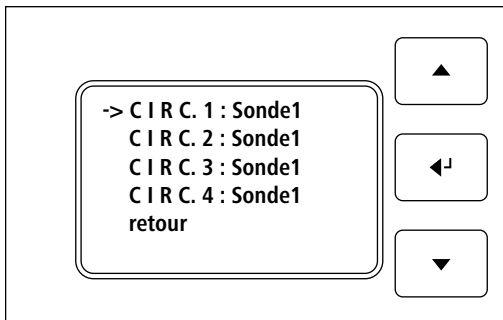 -> C I R C. 1 : Sonde1
C I R C. 2 : Sonde1
C I R C. 3 : Sonde1
C I R C. 4 : Sonde1
retour